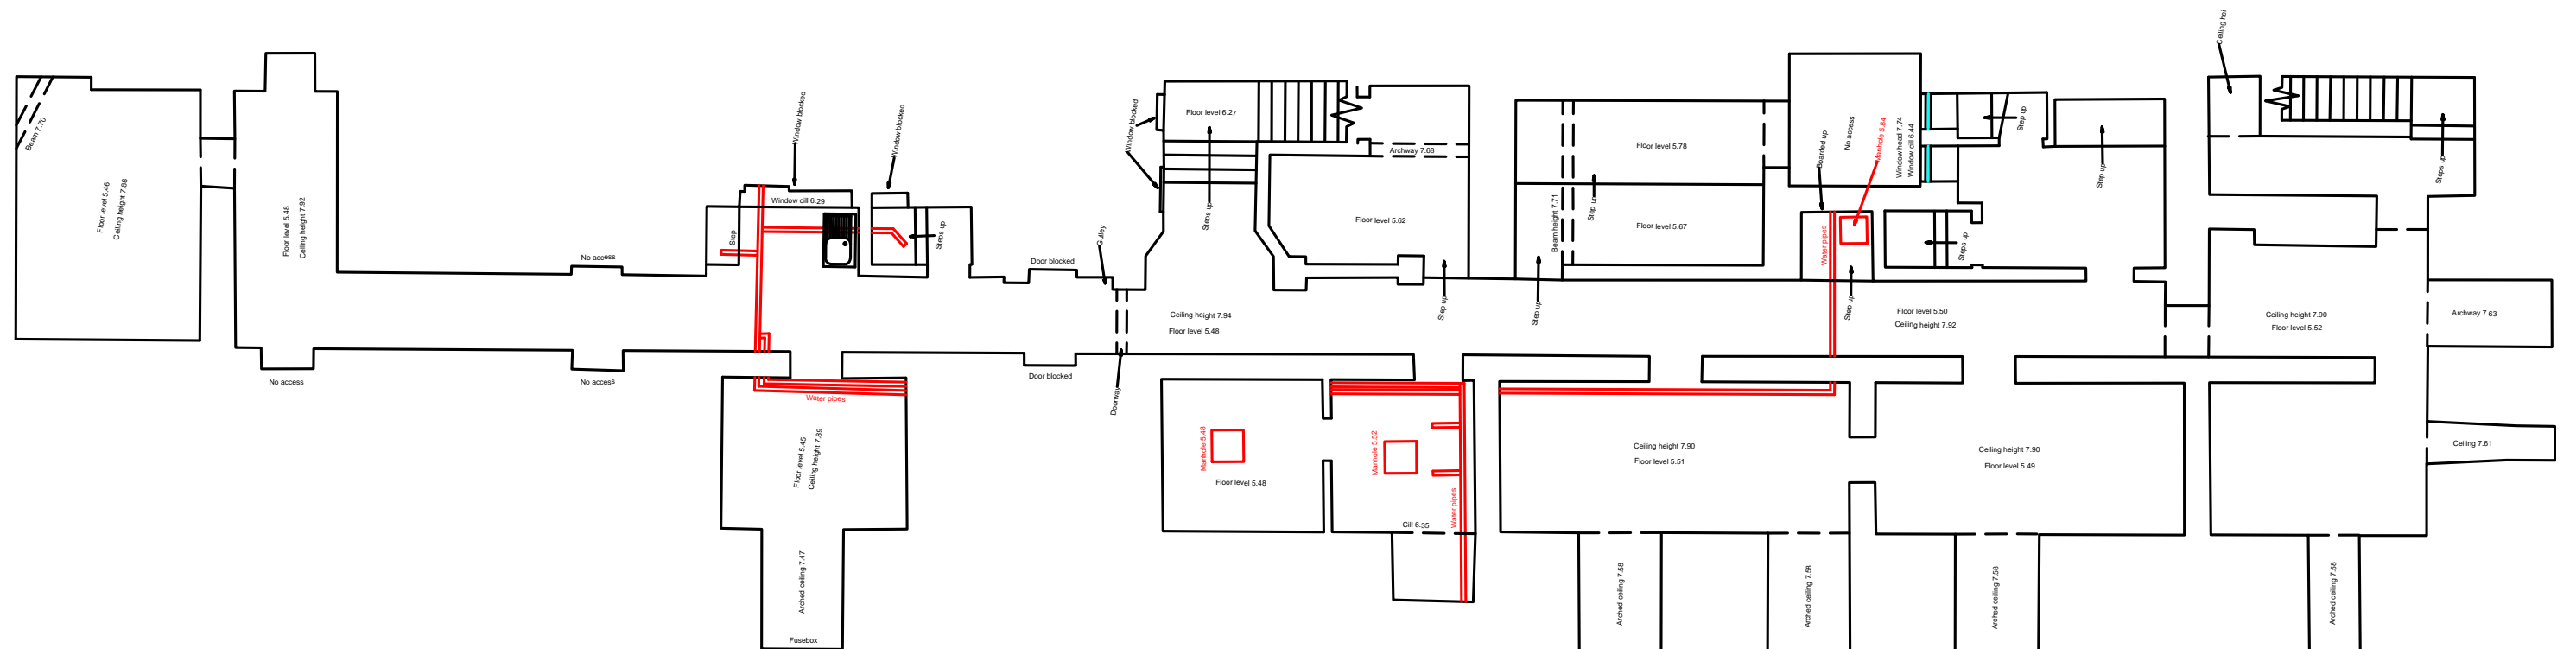 Beam 7.70
Floor level 5.46
Ceiling height 7.88
Floor level 5.48
Ceiling height 7.92
No access
No access
No access
No access
Window blocked
Window blocked
Window cill 6.29
Step
Steps up
Water pipes
Floor level 5.45
Ceiling height 7.89
Arched ceiling 7.47
Fusebox
Door blocked
Door blocked
Gulley
Doorway
Window blocked
Floor level 6.27
Steps up
Archway 7.68
Floor level 5.62
Ceiling height 7.94
Floor level 5.48
Step up
Manhole 5.48
Floor level 5.48
Manhole 5.52
Cill 6.35
Water pipes
Step up
Beam height 7.71
Step up
Floor level 5.78
Floor level 5.67
Boarded up
No access
Manhole 5.84
Window head 7.74
Window cill 6.44
Water pipes
Step up
Steps up
Step up
Step up
Floor level 5.50
Ceiling height 7.92
Ceiling height 7.90
Floor level 5.51
Ceiling height 7.90
Floor level 5.49
Arched ceiling 7.58
Arched ceiling 7.58
Arched ceiling 7.58
Arched ceiling 7.58
Ceiling hei
Steps up
Ceiling height 7.90
Floor level 5.52
Archway 7.63
Ceiling 7.61